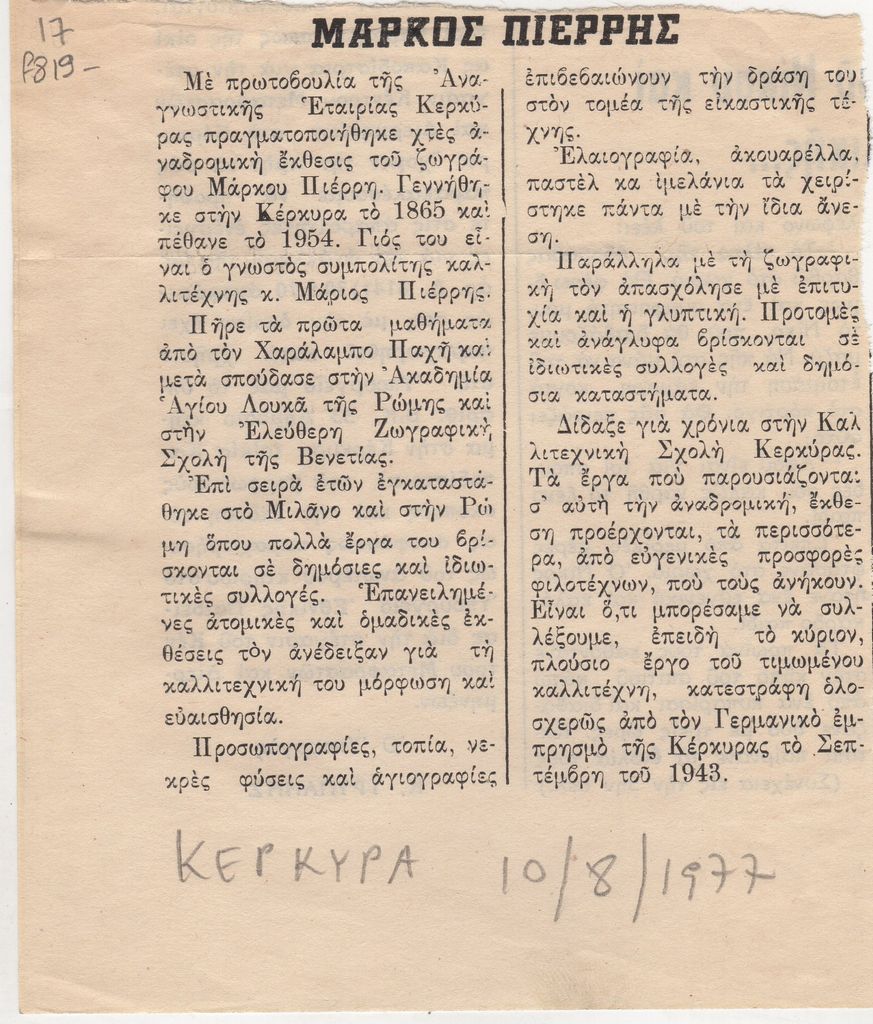 17
f819-
ΜΑΡΚΟΣ ΠΙΕΡΡΗΣ
Μὲ πρωτοβουλία τῆς Ἀνα-
γνωστικῆς Ἑταιρίας Κερκύ-
ρας πραγματοποιήθηκε χτὲς ἀ-
ναδρομικὴ ἔκθεσις τοῦ ζωγρά-
φου Μάρκου Πιέρρη. Γεννήθη-
κε στὴν Κέρκυρα τὸ 1865 καὶ
πέθανε τὸ 1954. Γιός του εἶ-
ναι ὁ γνωστὸς συμπολίτης καλ-
λιτέχνης κ. Μάριος Πιέρρης.
Πῆρε τὰ πρῶτα μαθήματα
ἀπὸ τὸν Χαράλαμπο Παχῆ καὶ
μετὰ σπούδασε στὴν Ἀκαδημία
Ἁγίου Λουκᾶ τῆς Ρώμης καὶ
στὴν Ἐλεύθερη Ζωγραφικὴ
Σχολὴ τῆς Βενετίας.
Ἐπὶ σειρὰ ἐτῶν ἐγκαταστά-
θηκε στὸ Μιλᾶνο καὶ στὴν Ρώ
μη ὅπου πολλὰ ἔργα του βρί-
σκονται σὲ δημόσιες καὶ ἰδιω-
τικὲς συλλογές. Ἐπανειλημέ-
νες ἀτομικὲς καὶ ὁμαδικὲς ἐκ-
θέσεις τὸν ἀνέδειξαν γιὰ τὴ
καλλιτεχνική του μόρφωση καὶ
εὐαισθησία.
Προσωπογραφίες, τοπία, νε-
κρὲς φύσεις καὶ ἁγιογραφίες
ἐπιβεβαιώνουν τὴν δράση του
στὸν τομέα τῆς εἰκαστικῆς τέ-
χνης.
Ἐλαιογραφία, ἀκουαρέλλα,
παστὲλ κα ὶμελάνια τὰ χειρί-
στηκε πάντα μὲ τὴν ἴδια ἄνε-
ση.
Παράλληλα μὲ τὴ ζωγραφι-
κὴ τὸν ἀπασχόλησε μὲ ἐπιτυ-
χία καὶ ἡ γλυπτική. Προτομὲς
καὶ ἀνάγλυφα βρίσκονται σὲ
ἰδιωτικὲς συλλογὲς καὶ δημό-
σια καταστήματα.
Δίδαξε γιὰ χρόνια στὴν Καλ
λιτεχνικὴ Σχολὴ Κερκύρας.
Τὰ ἔργα ποὺ παρουσιάζονται
σ' αὐτὴ τὴν ἀναδρομική, ἔκθε-
ση προέρχονται, τὰ περισσότε-
ρα, ἀπὸ εὐγενικὲς προσφορὲς
φιλοτέχνων, ποὺ τοὺς ἀνήκουν.
Εἶναι ὅ,τι μπορέσαμε νὰ συλ-
λέξουμε, ἐπειδὴ τὸ κύριον,
πλούσιο ἔργο τοῦ τιμωμένου
καλλιτέχνη, κατεστράφη ὁλο-
σχερῶς ἀπὸ τὸν Γερμανικὸ ἐμ-
πρησμὸ τῆς Κέρκυρας τὸ Σεπ-
τέμβρη τοῦ 1943.
ΚΕΡΚΥΡΑ 10/8/1977